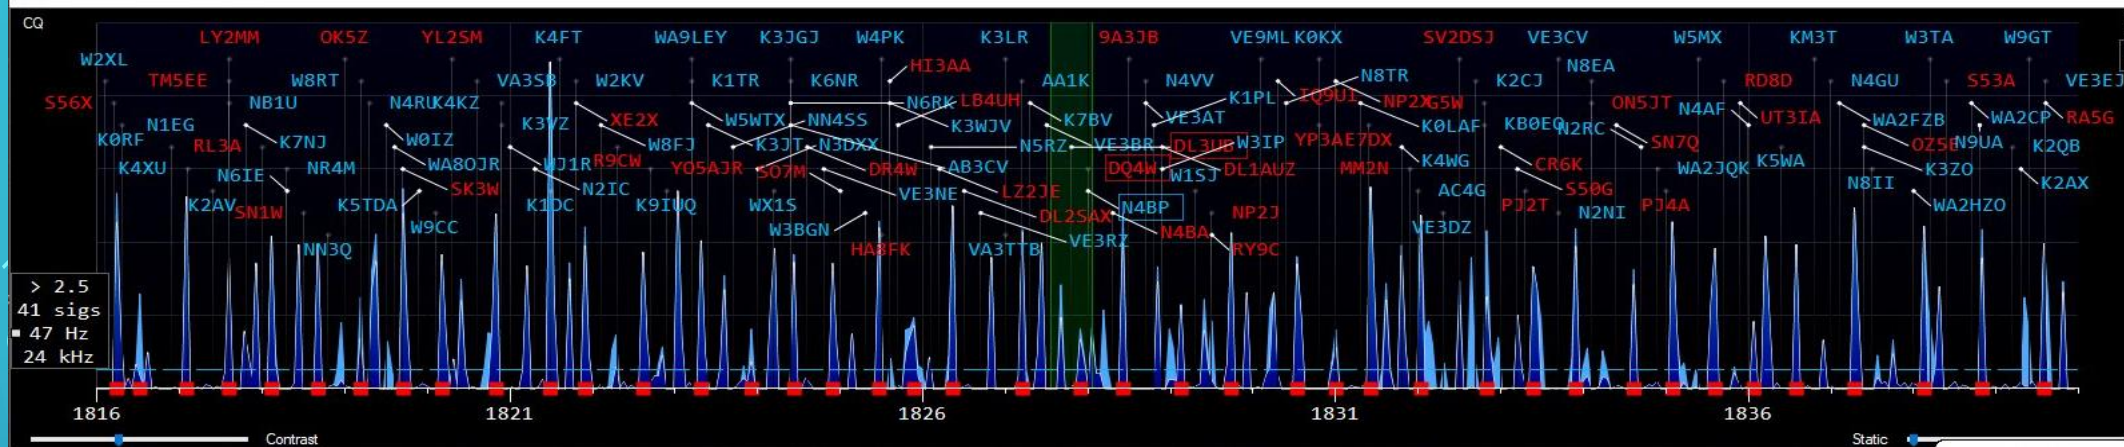 CQ
LY2MM OK5Z YL2SM K4FT WA9LEY K3JGJ W4PK K3LR 9A3JB VE9ML K0KX SV2DSJ VE3CV W5MX KM3T W3TA W9GT
W2XL HI3AA N8EA
TM5EE W8RT VA3SB W2KV K1TR K6NR AA1K N4VV N8TR K2CJ RD8D N4GU S53A VE3EJ
S56X NB1U K4KZ N6RK LB4UH K1PL NP2X G5W ON5JT N4AF
K0RF N1EG RL3A K7NJ W0IZ XE2X W5WTX NN4SS K3WJV K7BV VE3AT K0LAF N2RC UT3IA WA2FZB WA2CP RA5G
W8FJ K3JT N3DXX N5RZ VE3BR W3IP YP3A E7DX SN7Q N9UA K2QB
K4XU N6IE NR4M WA8OJR WJ1R R9CW YO5AJR SO7M DR4W AB3CV DQ4W W1SJ DL1AUZ MM2N K4WG CR6K WA2JQK K5WA K3ZO
SK3W N2IC VE3NE LZ2JE AC4G S50G N8II K2AX
K2AV SN1W K5TDA K1DC K9IUQ WX1S DL2SAX N4BP NP2J PJ2T N2NI PJ4A WA2HZO
NN3Q W9CC W3BGN HA8FK VA3TTB VE3RZ N4BA RY9C VE3DZ
> 2.5
41 sigs
47 Hz
24 kHz
1816 1821 1826 1831 1836
Contrast Static